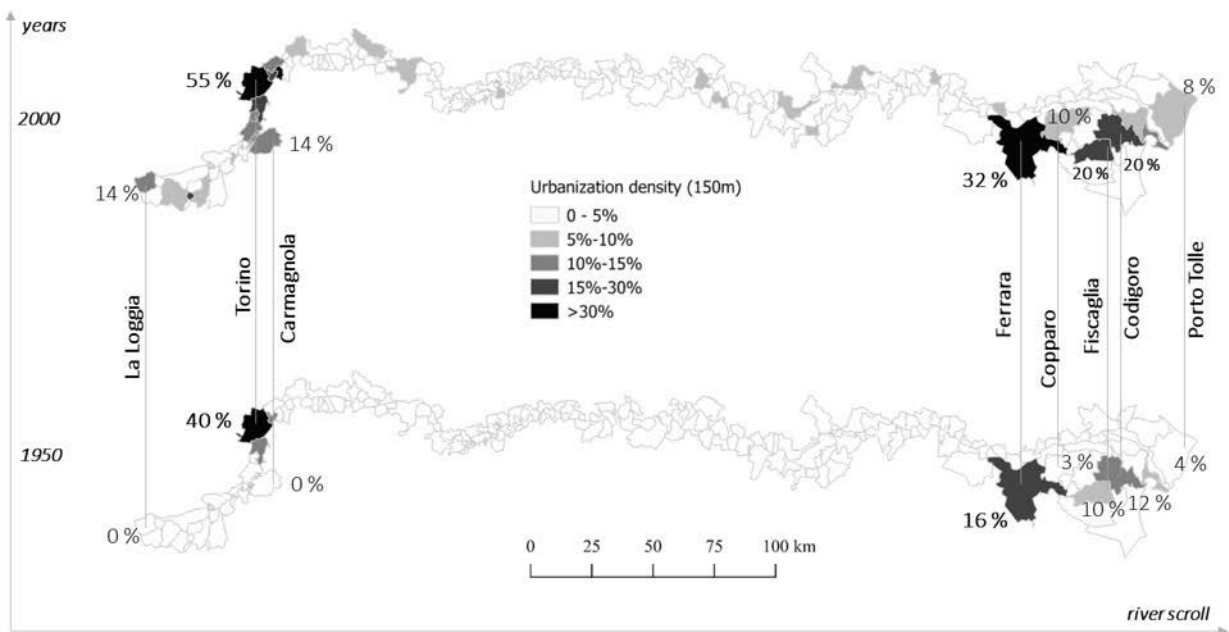 years
55 %
2000
14 %
14 %
8 %
10 %
20 %
20 %
32 %
Urbanization density (150m)
0 - 5%
5%-10%
10%-15%
15%-30%
>30%
La Loggia
Torino
Carmagnola
Ferrara
Copparo
Fiscaglia
Codigoro
Porto Tolle
40 %
1950
0 %
0 %
3 %
4 %
10 %
12 %
16 %
0 25 50 75 100 km
river scroll